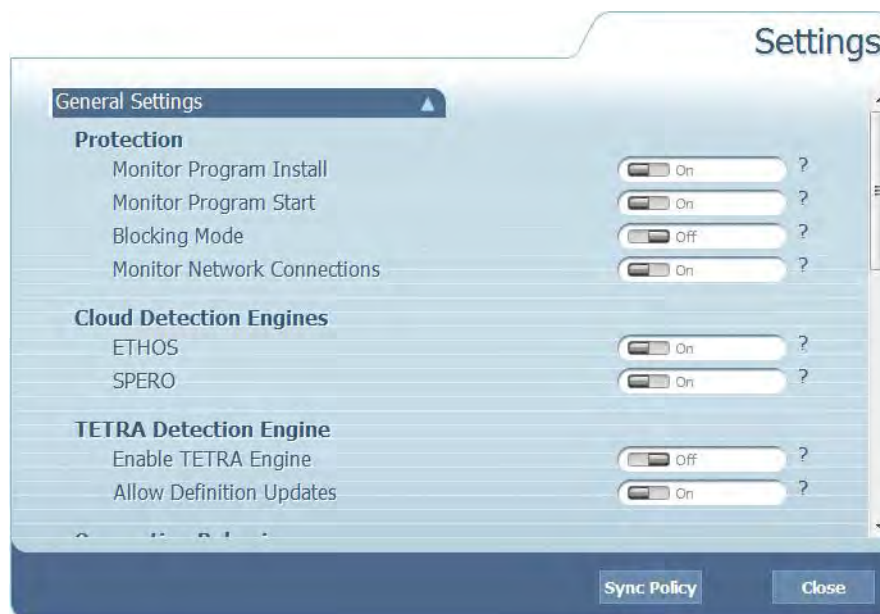 Settings
General Settings
Protection
Monitor Program Install On ?
Monitor Program Start On ?
Blocking Mode Off ?
Monitor Network Connections On ?
Cloud Detection Engines
ETHOS On ?
SPERO On ?
TETRA Detection Engine
Enable TETRA Engine Off ?
Allow Definition Updates On ?
Sync Policy Close